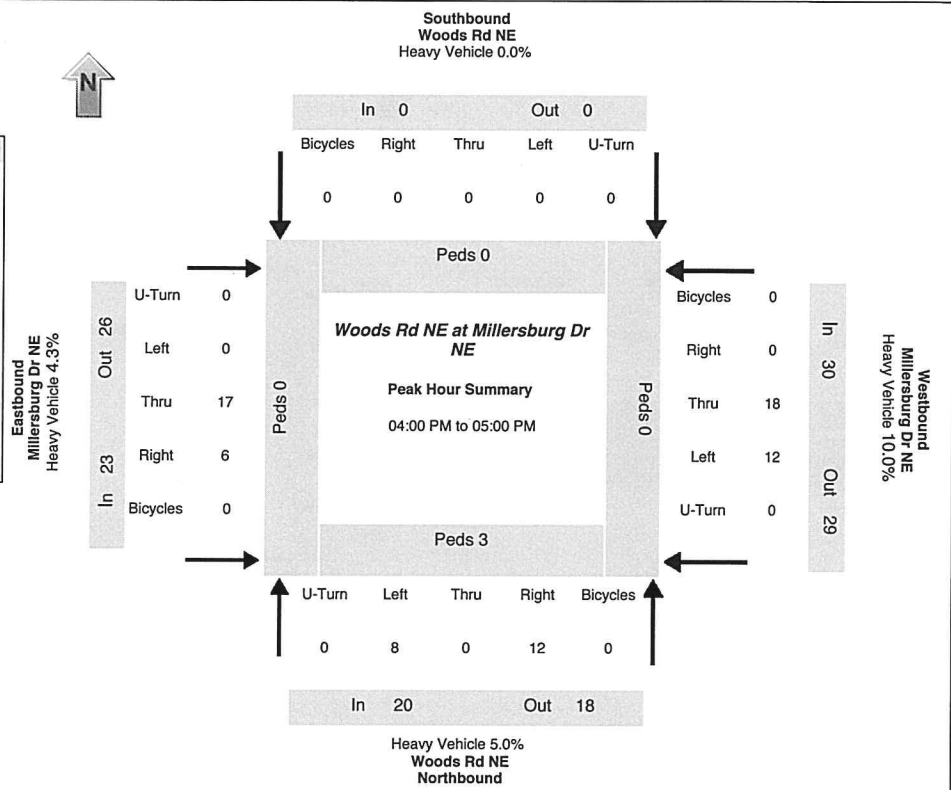 Southbound
Woods Rd NE
Heavy Vehicle 0.0%
N
In 0 Out 0
Bicycles Right Thru Left U-Turn
0 0 0 0 0
Peds 0
Eastbound
Millersburg Dr NE
Heavy Vehicle 4.3%
Out 26
In 23
U-Turn 0
Left 0
Thru 17
Right 6
Bicycles 0
Peds 0
Woods Rd NE at Millersburg Dr
NE
Peak Hour Summary
04:00 PM to 05:00 PM
Peds 0
Bicycles 0
Right 0
Thru 18
Left 12
U-Turn 0
In 30
Out 29
Westbound
Millersburg Dr NE
Heavy Vehicle 10.0%
Peds 3
U-Turn Left Thru Right Bicycles
0 8 0 12 0
In 20 Out 18
Heavy Vehicle 5.0%
Woods Rd NE
Northbound